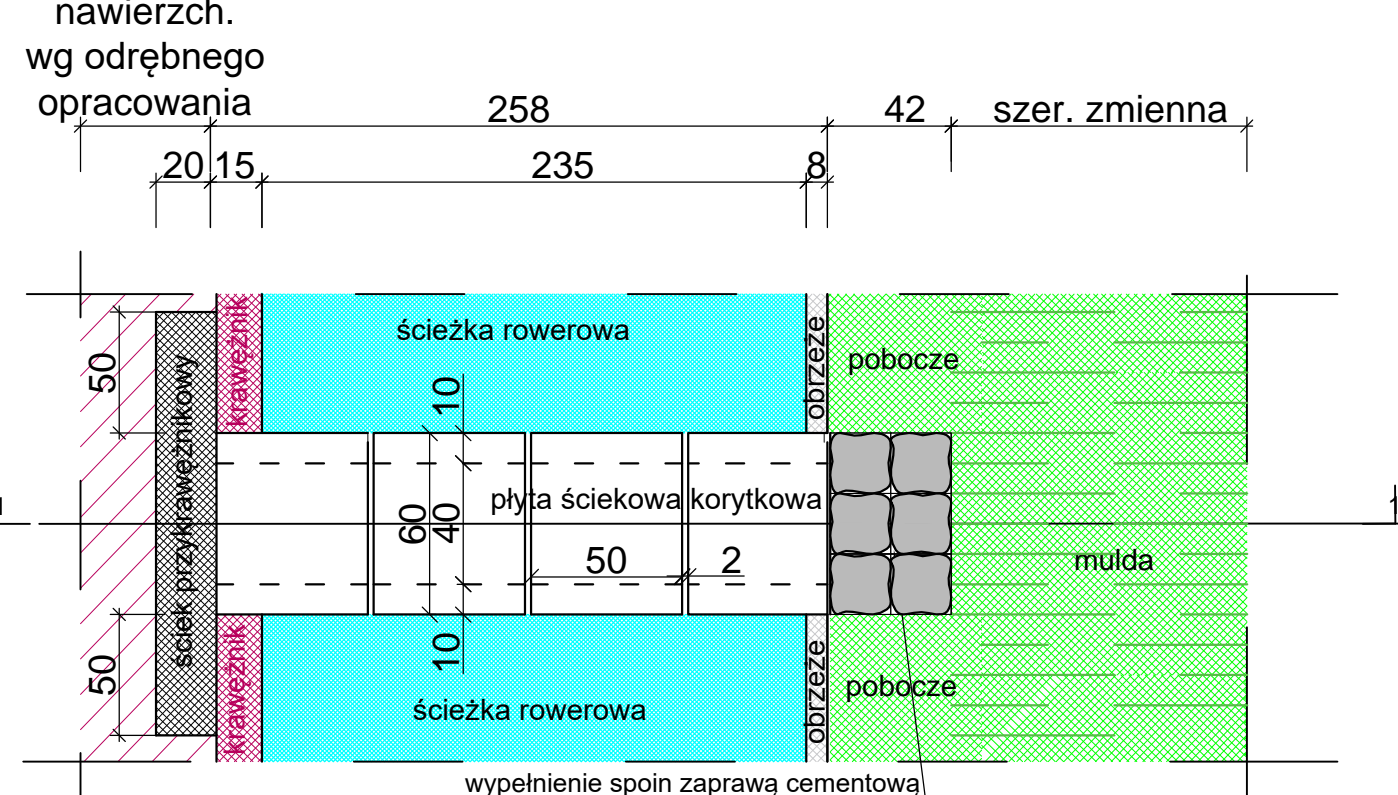 nawierzch.
wg odrębnego
opracowania
258
42
szer. zmienna
20
15
235
8
ścieżka rowerowa
krawężnik
obrzeże
pobocze
50
10
ściek przykrawężnikowy
płyta ściekowa korytkowa
60
40
50
2
mulda
1
50
10
krawężnik
ścieżka rowerowa
obrzeże
pobocze
wypełnienie spoin zaprawą cementową